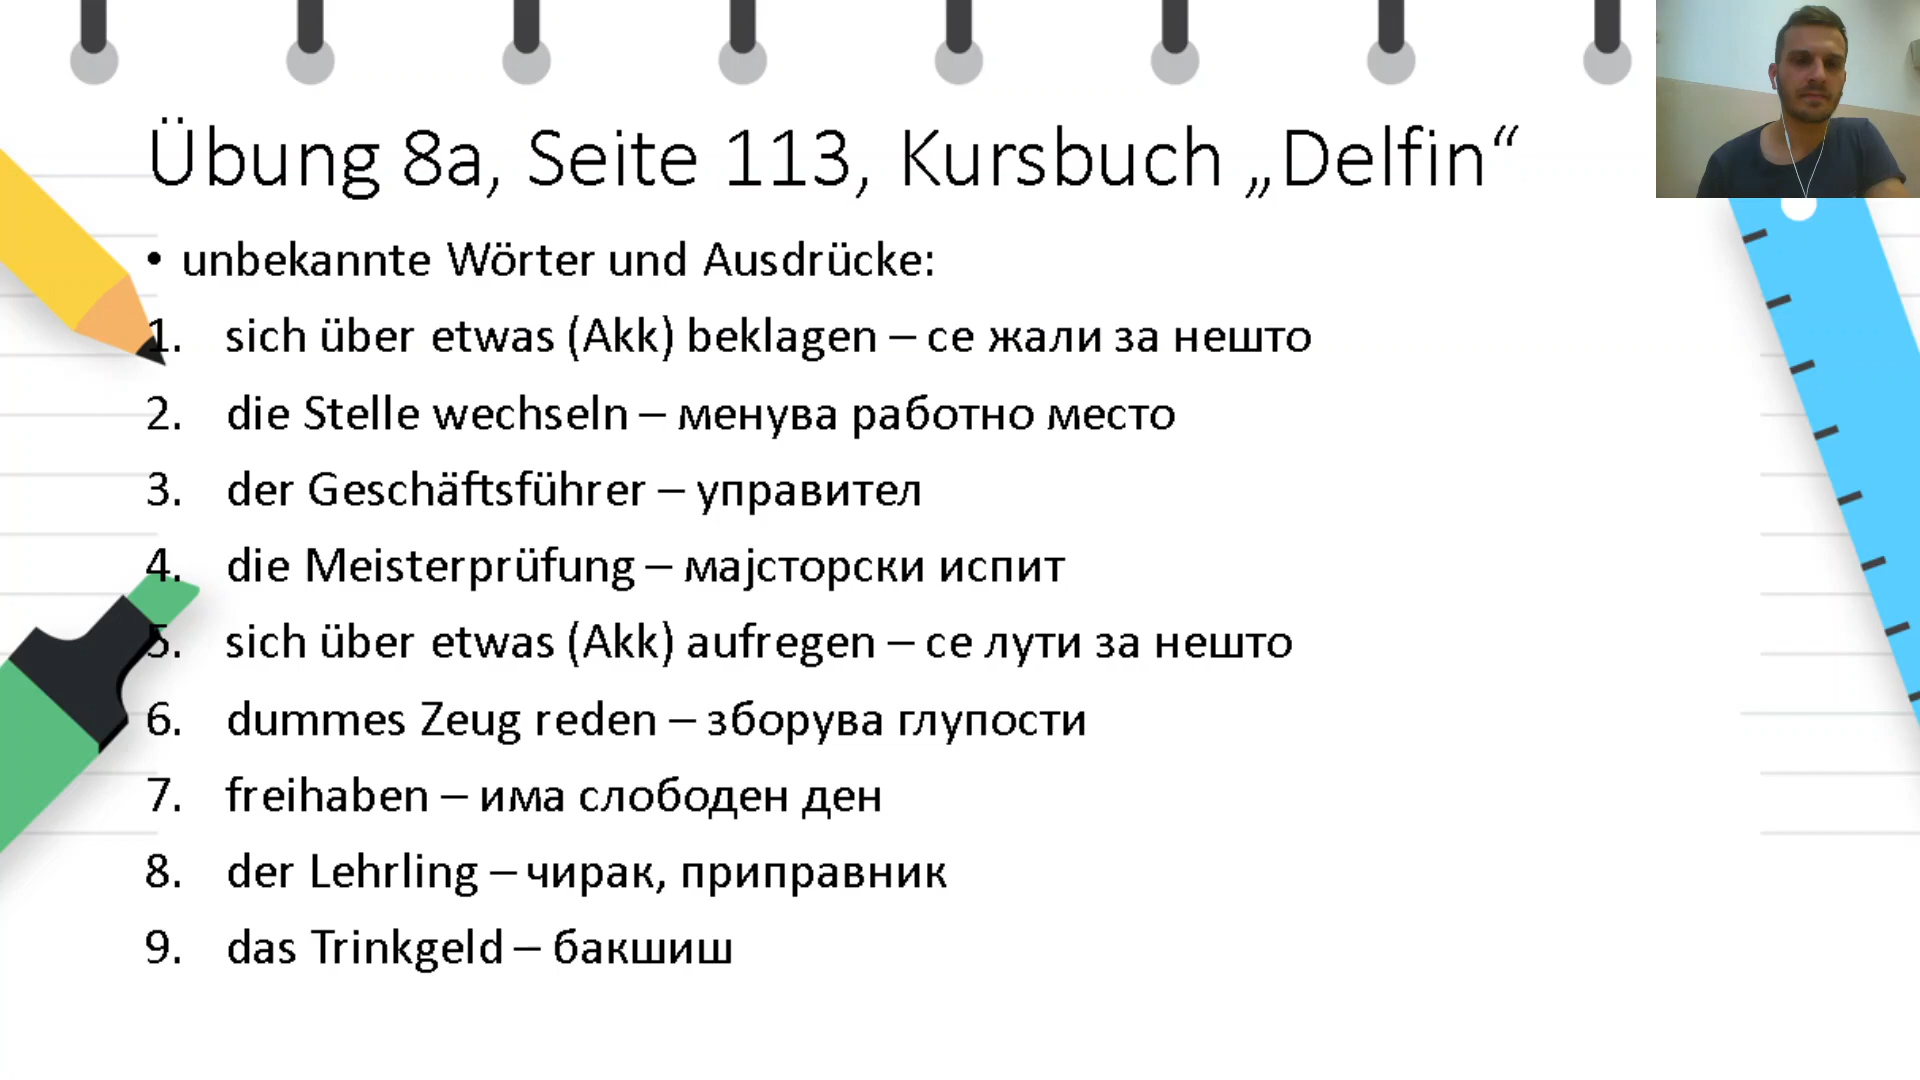 Übung 8a, Seite 113, Kursbuch „Delfin“
• unbekannte Wörter und Ausdrücke:
1. sich über etwas (Akk) beklagen – се жали за нешто
2. die Stelle wechseln – менува работно место
3. der Geschäftsführer – управител
4. die Meisterprüfung – мајсторски испит
5. sich über etwas (Akk) aufregen – се лути за нешто
6. dummes Zeug reden – зборува глупости
7. freihaben – има слободен ден
8. der Lehrling – чирак, приправник
9. das Trinkgeld – бакшиш